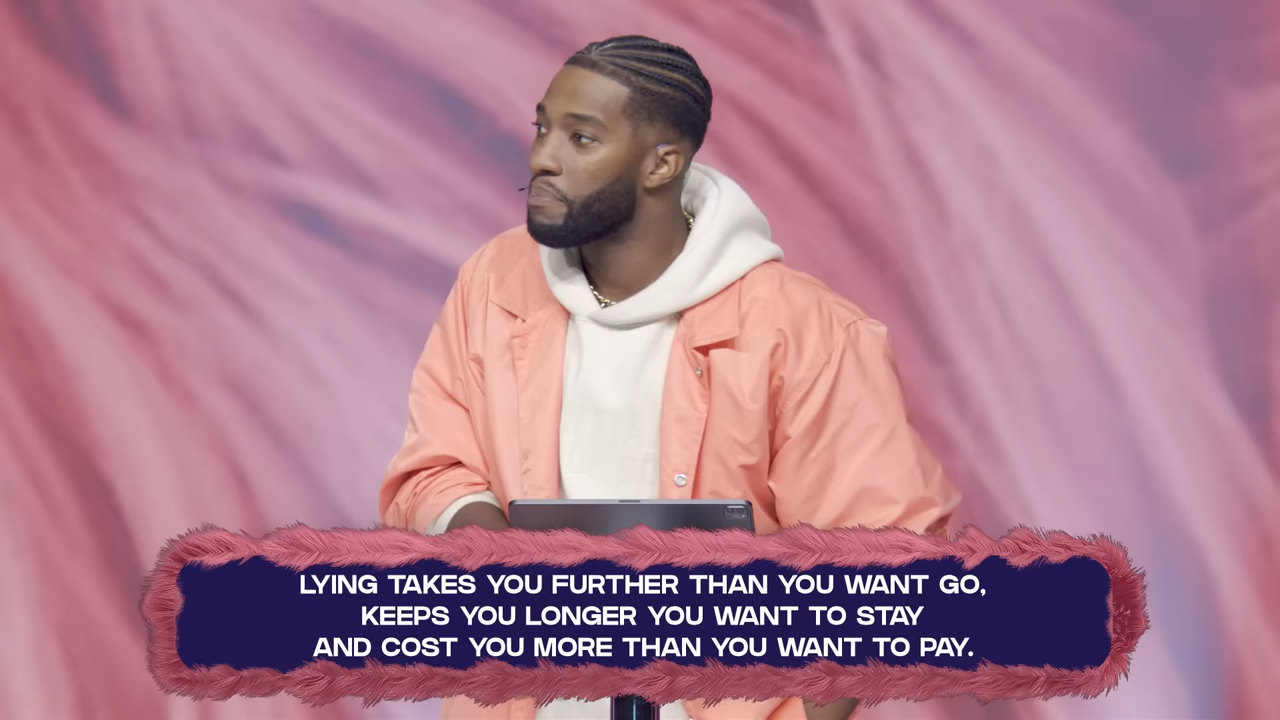 LYING TAKES YOU FURTHER THAN YOU WANT GO,
KEEPS YOU LONGER YOU WANT TO STAY
AND COST YOU MORE THAN YOU WANT TO PAY.